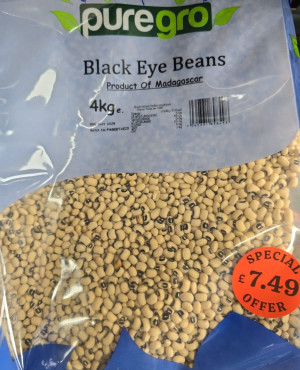 puregro
Black Eye Beans
Product Of Madagascar
4kg e
SPECIAL
£ 7.49
OFFER